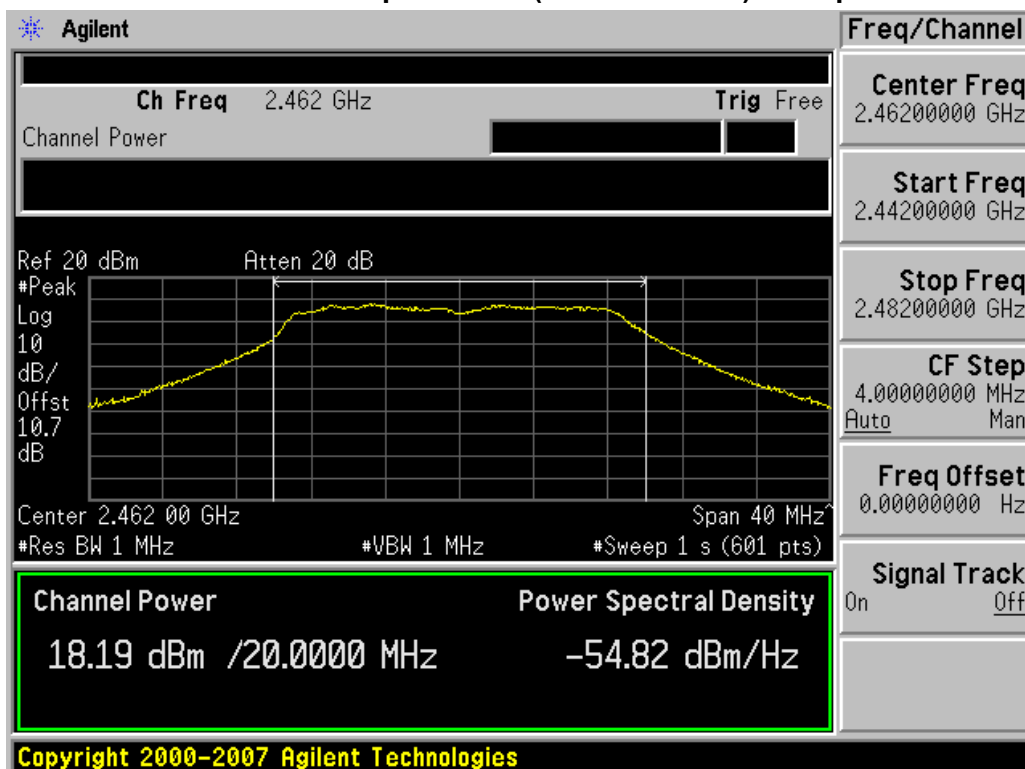 Agilent
Freq/Channel
Ch Freq 2.462 GHz Trig Free
Channel Power
Center Freq
2.46200000 GHz
Start Freq
2.44200000 GHz
Stop Freq
2.48200000 GHz
CF Step
4.00000000 MHz
Auto Man
Freq Offset
0.00000000 Hz
Signal Track
On Off
Ref 20 dBm Atten 20 dB
#Peak
Log
10
dB/
Offst
10.7
dB
Center 2.462 00 GHz Span 40 MHz^
#Res BW 1 MHz #VBW 1 MHz #Sweep 1 s (601 pts)
Channel Power Power Spectral Density
18.19 dBm /20.0000 MHz -54.82 dBm/Hz
Copyright 2000-2007 Agilent Technologies